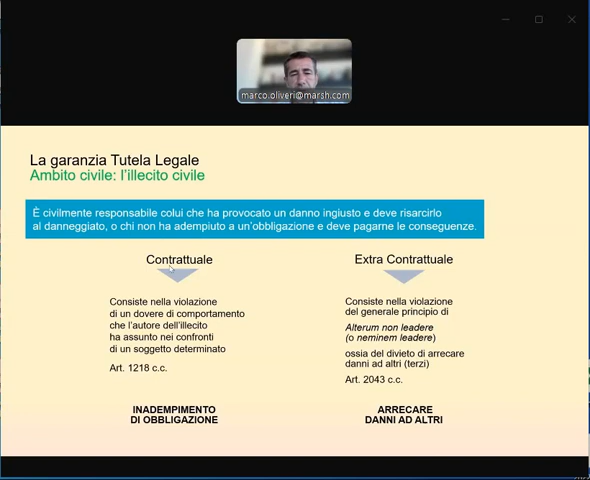 marco.oliveri@marsh.com
La garanzia Tutela Legale
Ambito civile: l'illecito civile
È civilmente responsabile colui che ha provocato un danno ingiusto e deve risarcirlo
al danneggiato, o chi non ha adempiuto a un'obbligazione e deve pagarne le conseguenze.
Contrattuale
Consiste nella violazione
di un dovere di comportamento
che l'autore dell'illecito
ha assunto nei confronti
di un soggetto determinato
Art. 1218 c.c.
INADEMPIMENTO
DI OBBLIGAZIONE
Extra Contrattuale
Consiste nella violazione
del generale principio di
Alterum non leadere
(o neminem leadere)
ossia del divieto di arrecare
danni ad altri (terzi)
Art. 2043 c.c.
ARRECARE
DANNI AD ALTRI